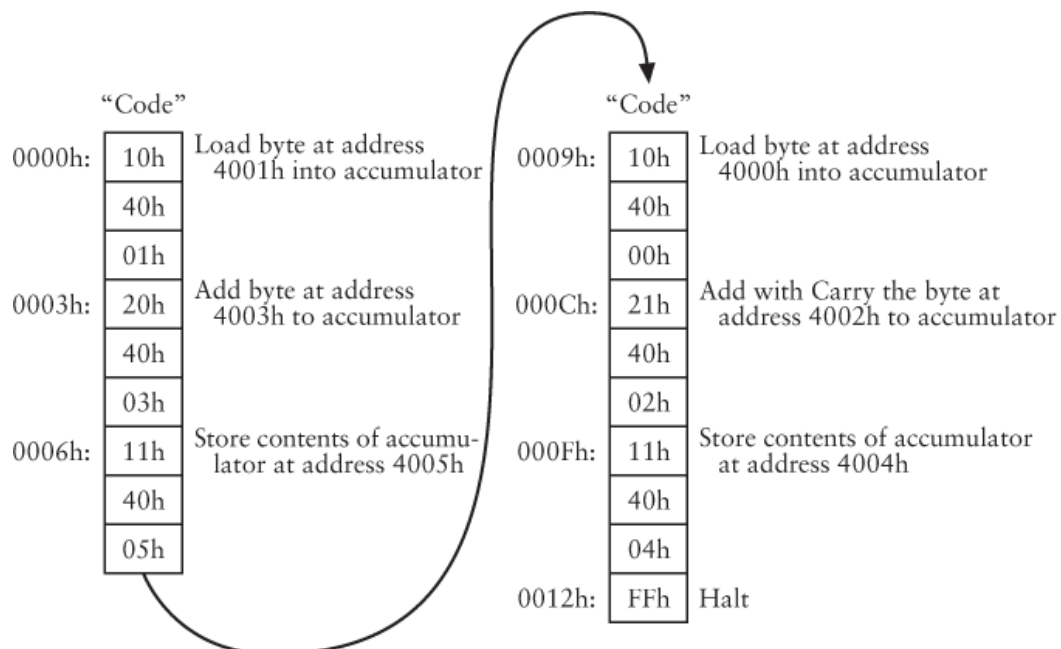 “Code”
0000h: 10h Load byte at address
4001h into accumulator
40h
01h
0003h: 20h Add byte at address
4003h to accumulator
40h
03h
0006h: 11h Store contents of accumu-
lator at address 4005h
40h
05h
“Code”
0009h: 10h Load byte at address
4000h into accumulator
40h
00h
000Ch: 21h Add with Carry the byte at
address 4002h to accumulator
40h
02h
000Fh: 11h Store contents of accumulator
at address 4004h
40h
04h
0012h: FFh Halt